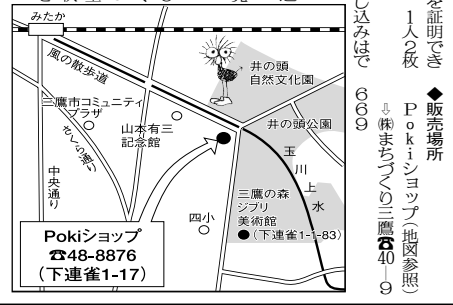 を証明でき
1人2枚
し込みはで
◆販売場所
Pokiショップ(地図参照)
⇨㈱まちづくり三鷹☎40―9
669
みたか
風の散歩道
井の頭
自然文化園
三鷹市コミュニティ
プラザ
さくら通り
山本有三
記念館
井の頭公園
玉川上水
中央通り
四小
三鷹の森
ジブリ
美術館
●(下連雀1-1-83)
Pokiショップ
☎48-8876
(下連雀1-17)